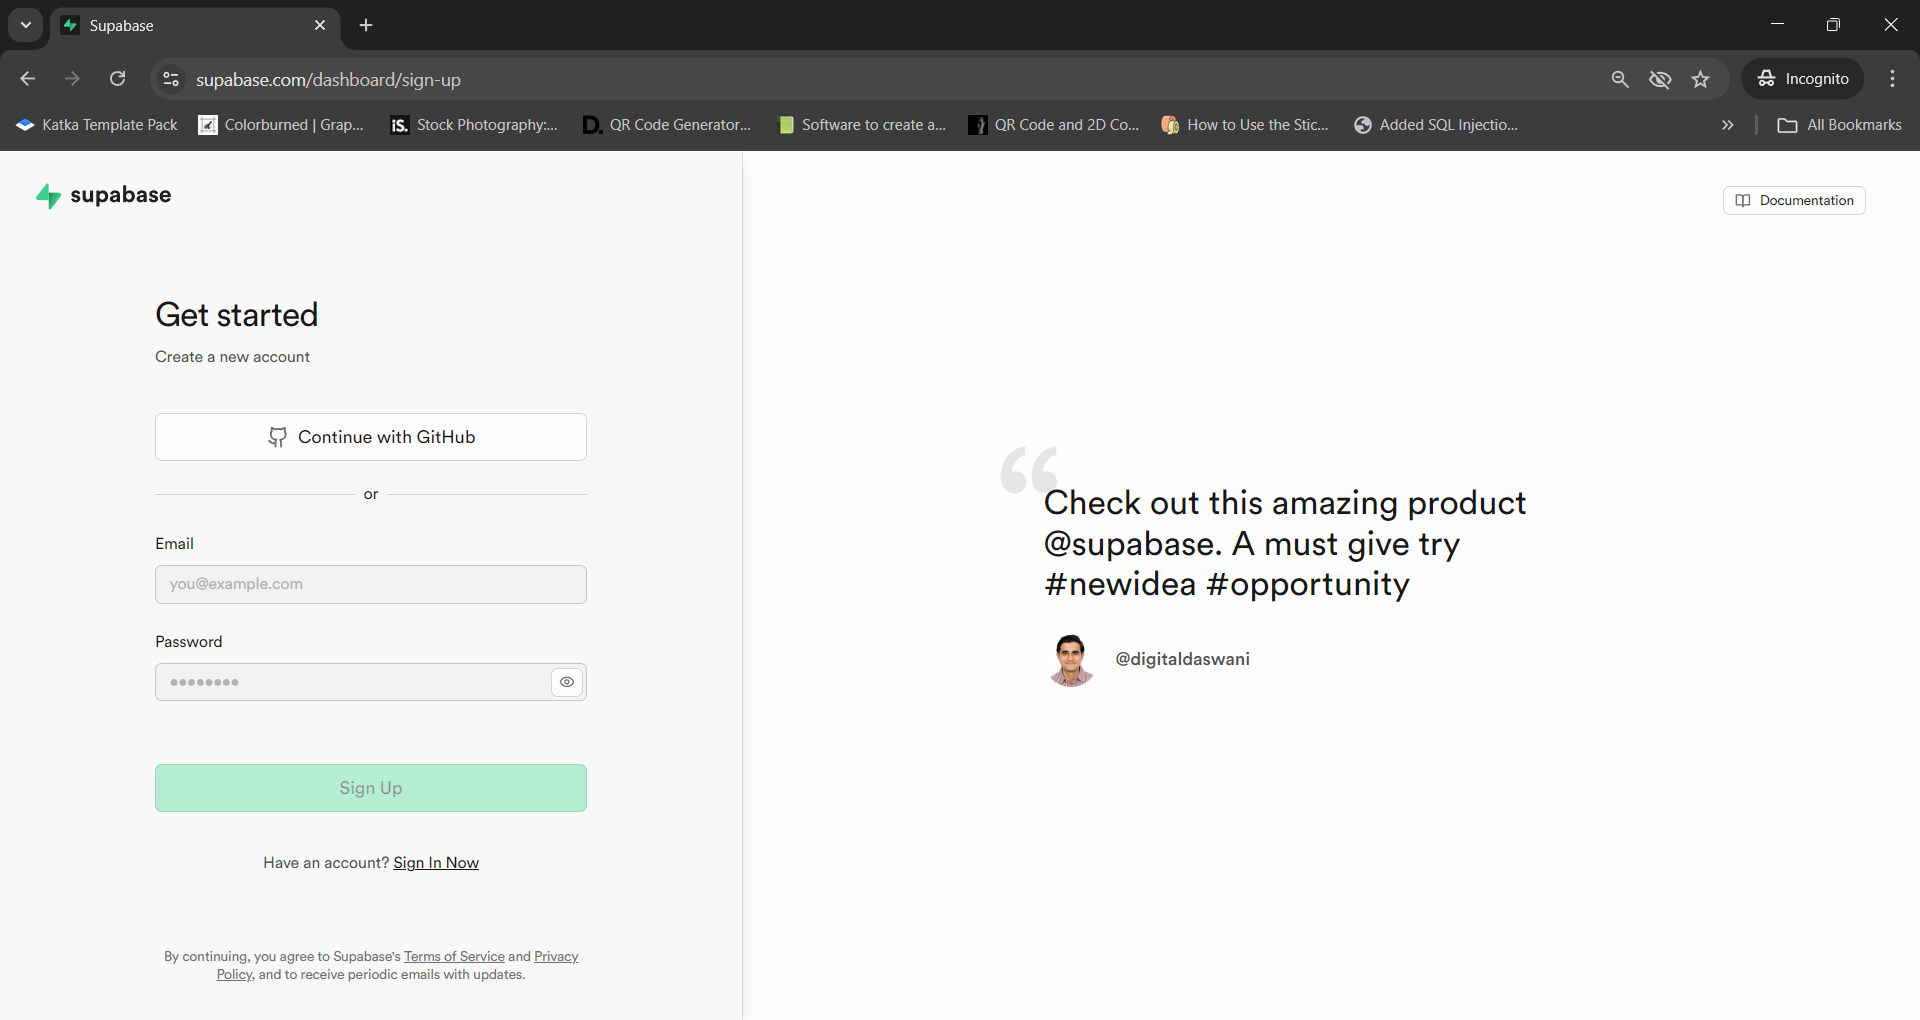 Supabase
supabase.com/dashboard/sign-up
Incognito
Katka Template Pack
Colorburned | Grap...
iS. Stock Photography:...
D. QR Code Generator...
Software to create a...
QR Code and 2D Co...
How to Use the Stic...
Added SQL Injectio...
»
All Bookmarks
supabase
Documentation
Get started
Create a new account
Continue with GitHub
or
Email
you@example.com
Password
Sign Up
Have an account? Sign In Now
By continuing, you agree to Supabase's Terms of Service and Privacy
Policy, and to receive periodic emails with updates.
“
Check out this amazing product
@supabase. A must give try
#newidea #opportunity
@digitaldaswani